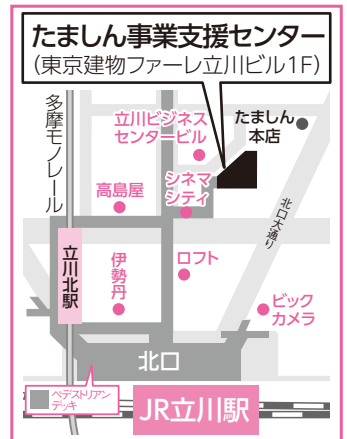 たましん事業支援センター
(東京建物ファーレ立川ビル1F)
多摩モノレール
立川ビジネス
センタービル
たましん
本店
シネマ
シティ
高島屋
北口大通り
立川北駅
伊勢丹
ロフト
ビック
カメラ
北口
ペデストリアン
デッキ
JR立川駅